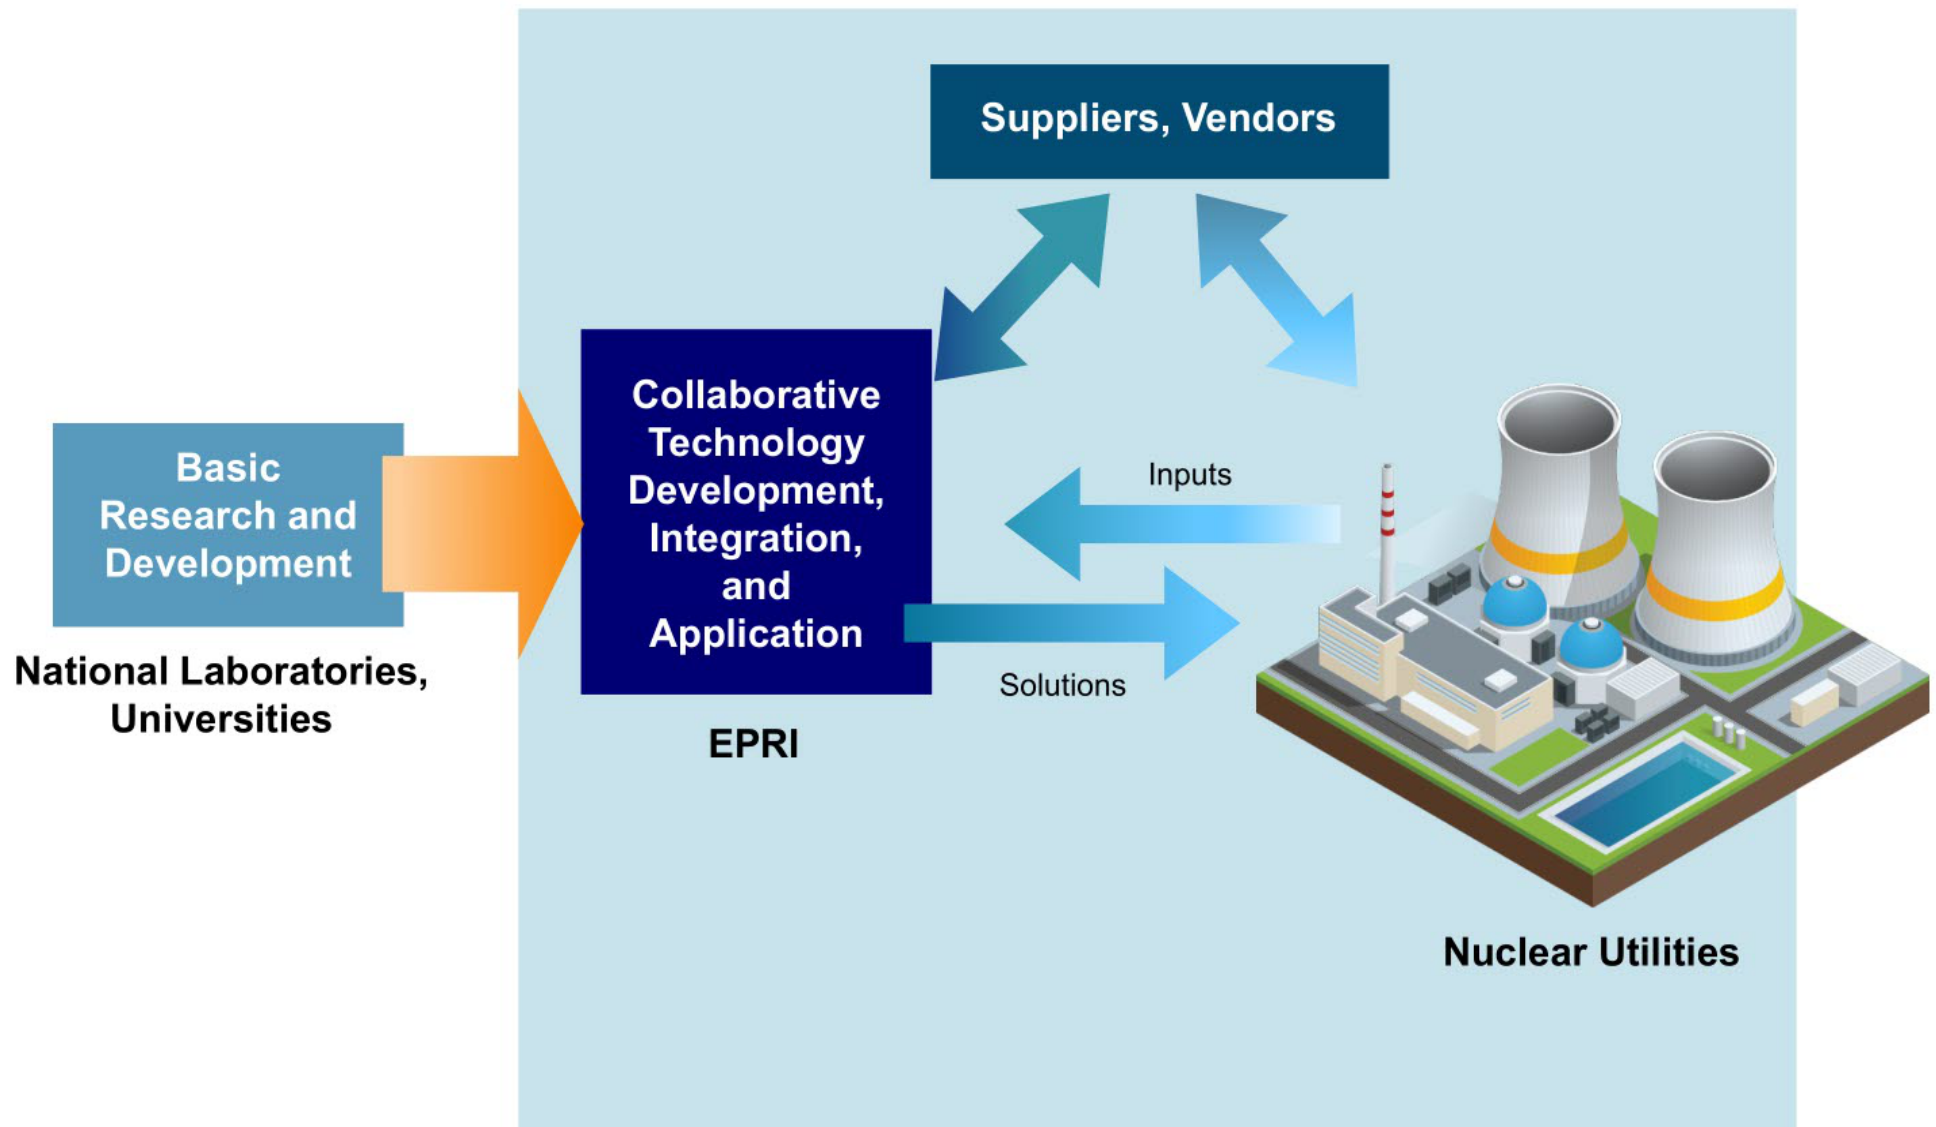 Suppliers, Vendors
Basic
Research and
Development
National Laboratories,
Universities
Collaborative
Technology
Development,
Integration,
and
Application
EPRI
Inputs
Solutions
Nuclear Utilities